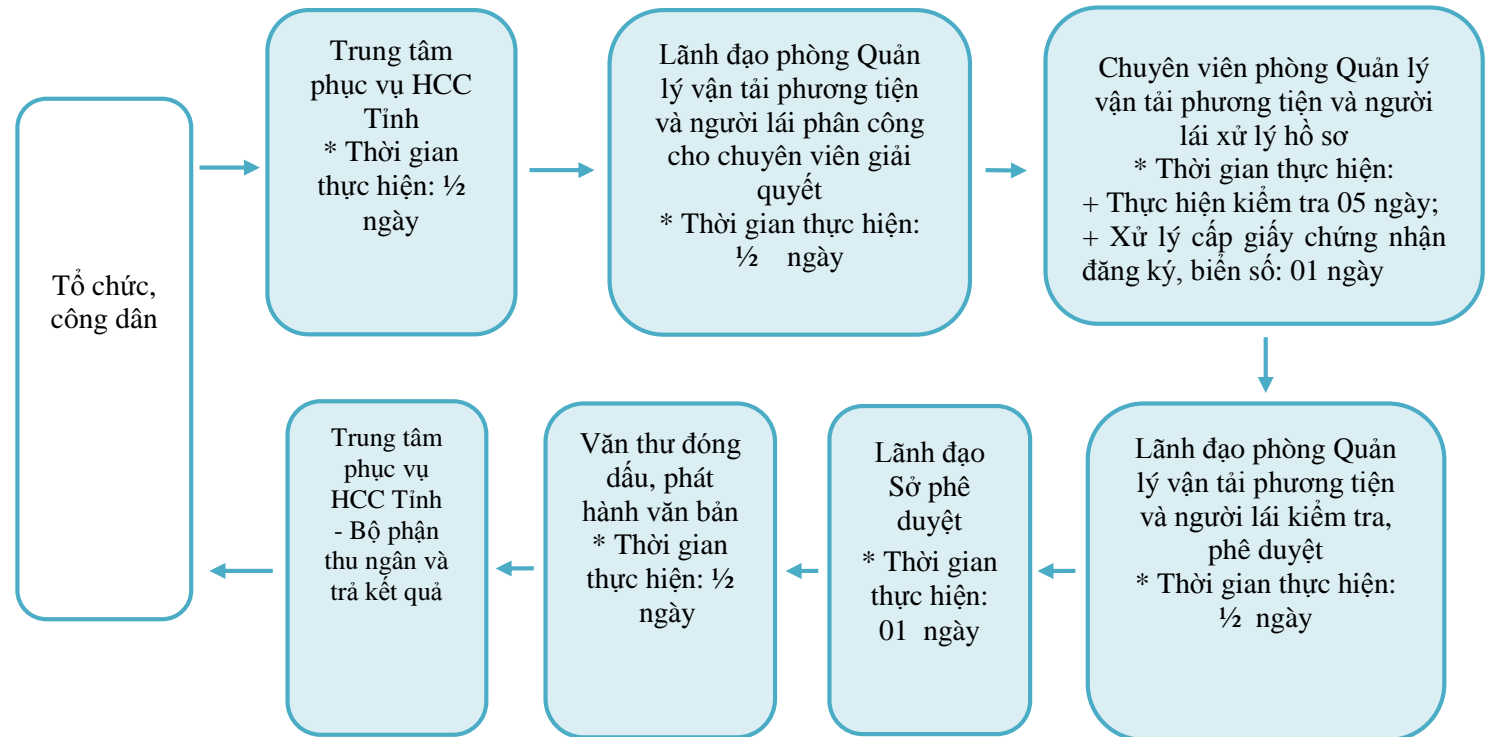 Tổ chức,
công dân
Trung tâm
phục vụ HCC
Tỉnh
* Thời gian
thực hiện: ½
ngày
Lãnh đạo phòng Quản
lý vận tải phương tiện
và người lái phân công
cho chuyên viên giải
quyết
* Thời gian thực hiện:
½ ngày
Chuyên viên phòng Quản lý
vận tải phương tiện và người
lái xử lý hồ sơ
* Thời gian thực hiện:
+ Thực hiện kiểm tra 05 ngày;
+ Xử lý cấp giấy chứng nhận
đăng ký, biển số: 01 ngày
Lãnh đạo phòng Quản
lý vận tải phương tiện
và người lái kiểm tra,
phê duyệt
* Thời gian thực hiện:
½ ngày
Lãnh đạo
Sở phê
duyệt
* Thời gian
thực hiện:
01 ngày
Văn thư đóng
dấu, phát
hành văn bản
* Thời gian
thực hiện: ½
ngày
Trung tâm
phục vụ
HCC Tỉnh
- Bộ phận
thu ngân và
trả kết quả